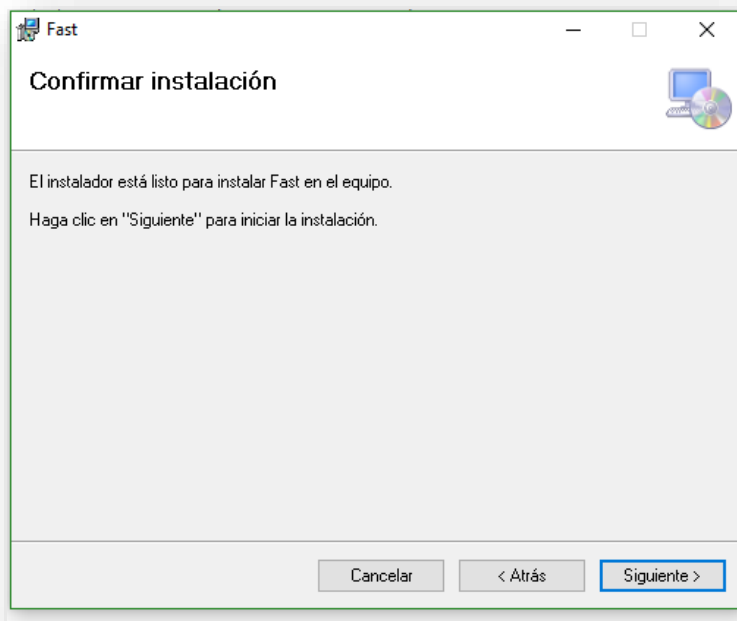 Fast
Confirmar instalación
El instalador está listo para instalar Fast en el equipo.
Haga clic en "Siguiente" para iniciar la instalación.
Cancelar
< Atrás
Siguiente >